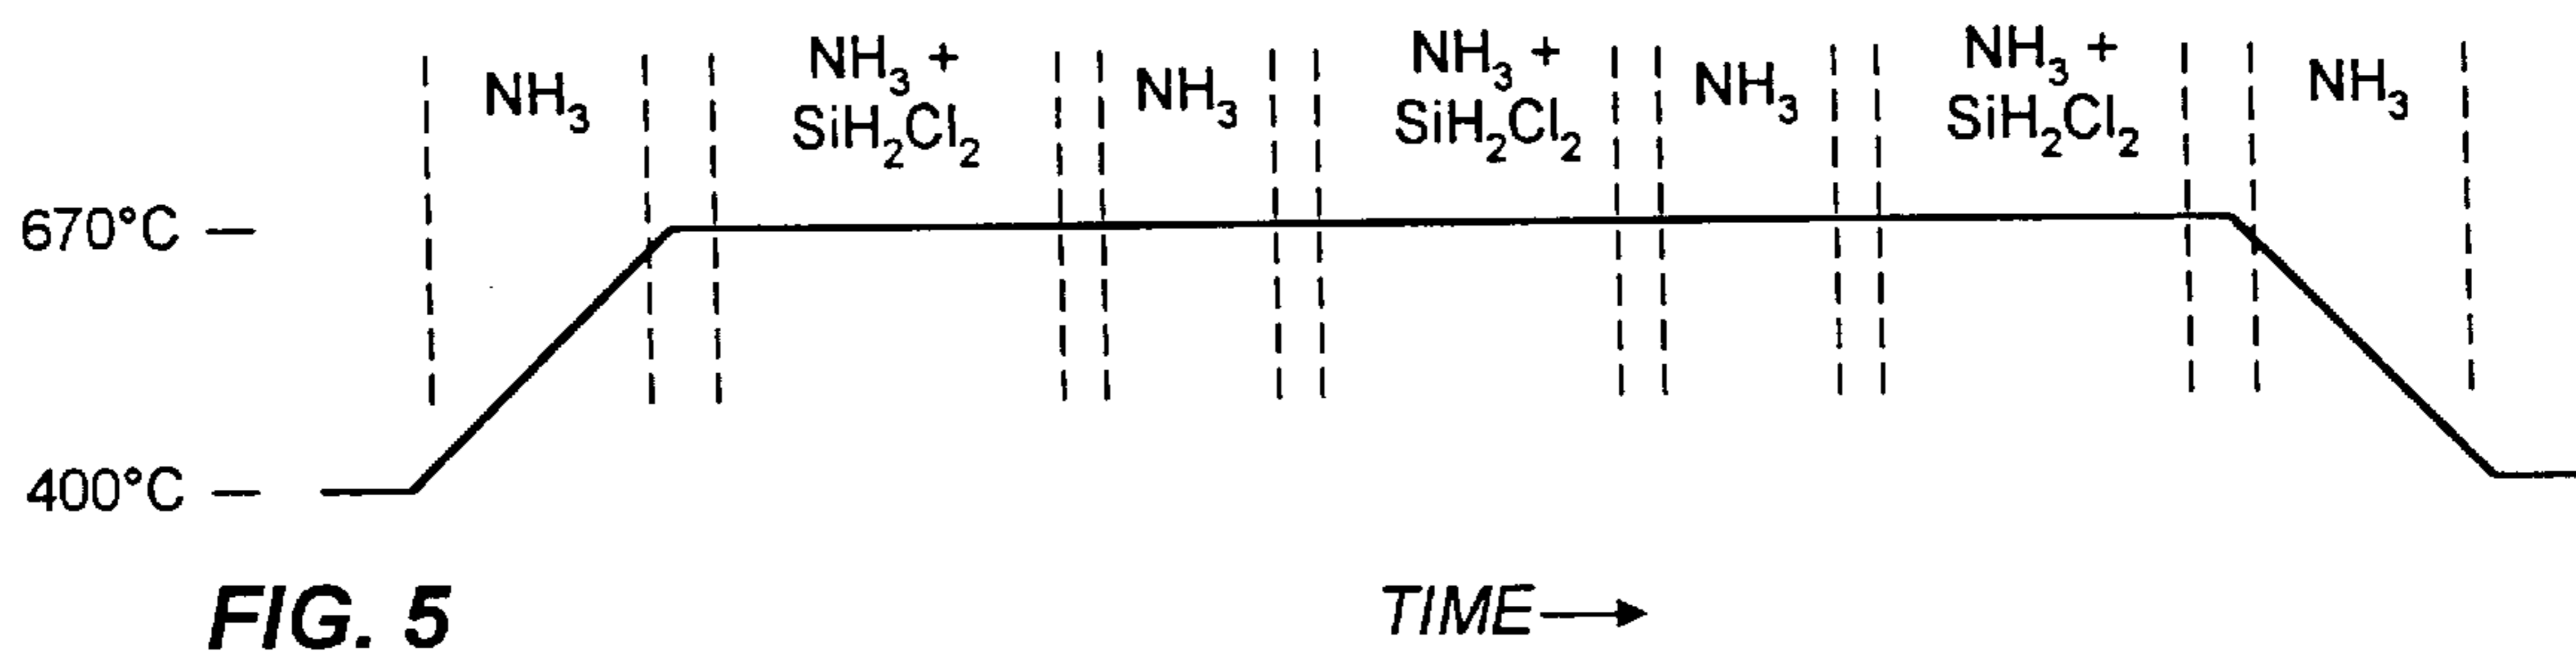 NH₃
NH₃ +
SiH₂Cl₂
NH₃
NH₃ +
SiH₂Cl₂
NH₃
NH₃ +
SiH₂Cl₂
NH₃
670°C
400°C
FIG. 5
TIME